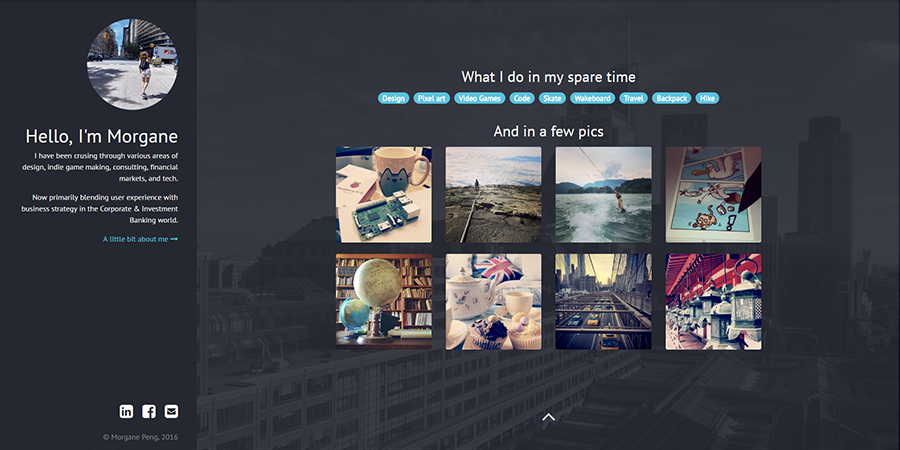 Hello, I'm Morgane
I have been crusing through various areas of
design, indie game making, consulting, financial
markets, and tech.
Now primarily blending user experience with
business strategy in the Corporate & Investment
Banking world.
A little bit about me →
© Morgane Peng, 2016
What I do in my spare time
Design Pixel art Video Games Code Skate Wakeboard Travel Backpack Hike
And in a few pics